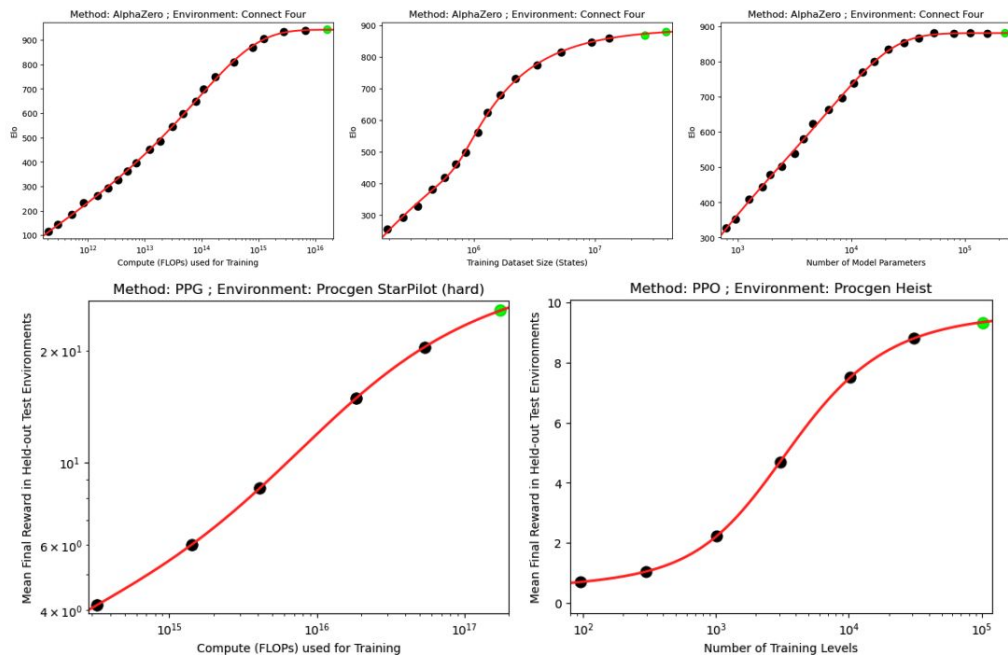 Method: AlphaZero ; Environment: Connect Four
900
800
700
600
500
400
300
200
100
Elo
10¹²
10¹³
10¹⁴
10¹⁵
10¹⁶
Compute (FLOPs) used for Training
Method: AlphaZero ; Environment: Connect Four
900
800
700
600
500
400
300
Elo
10⁶
10⁷
Training Dataset Size (States)
Method: AlphaZero ; Environment: Connect Four
900
800
700
600
500
400
300
Elo
10³
10⁴
10⁵
Number of Model Parameters
Method: PPG ; Environment: Procgen StarPilot (hard)
Mean Final Reward in Held-out Test Environments
2 × 10¹
10¹
6 × 10⁰
4 × 10⁰
10¹⁵
10¹⁶
10¹⁷
Compute (FLOPs) used for Training
Method: PPO ; Environment: Procgen Heist
Mean Final Reward in Held-out Test Environments
10
8
6
4
2
0
10²
10³
10⁴
10⁵
Number of Training Levels